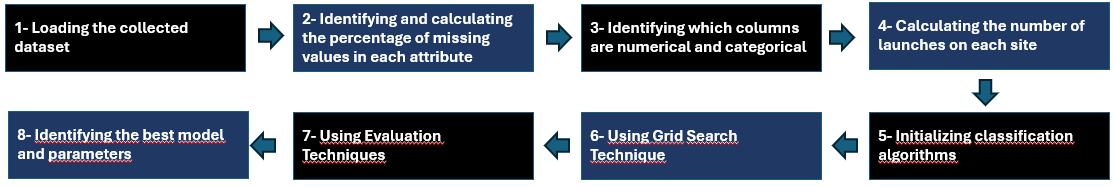 1- Loading the collected
dataset
2- Identifying and calculating
the percentage of missing
values in each attribute
3- Identifying which columns
are numerical and categorical
4- Calculating the number of
launches on each site
5- Initializing classification
algorithms
6- Using Grid Search
Technique
7- Using Evaluation
Techniques
8- Identifying the best model
and parameters